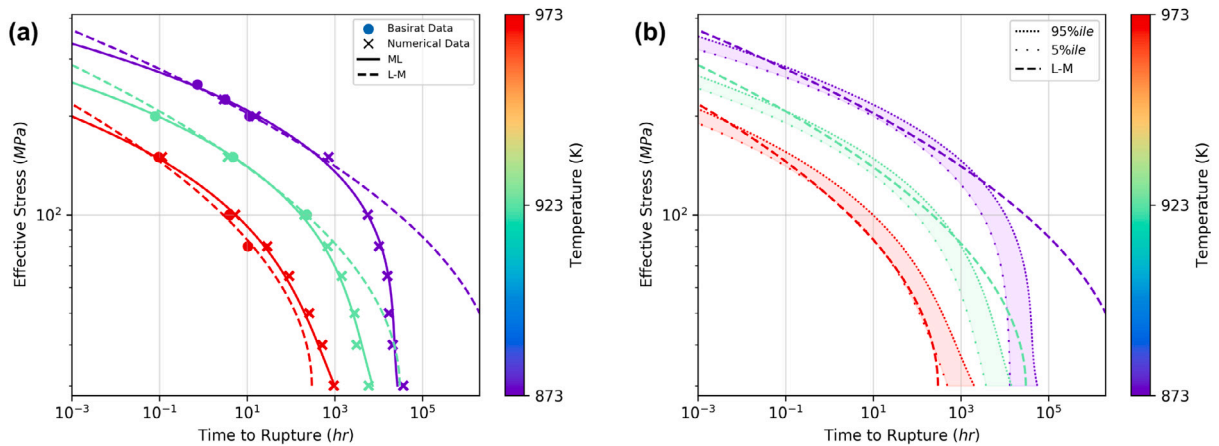 (a)
Basirat Data
Numerical Data
ML
L-M
Effective Stress (MPa)
10²
10⁻³
10⁻¹
10¹
10³
10⁵
Time to Rupture (hr)
973
923
873
Temperature (K)
(b)
95%ile
5%ile
L-M
Effective Stress (MPa)
10²
10⁻³
10⁻¹
10¹
10³
10⁵
Time to Rupture (hr)
973
923
873
Temperature (K)